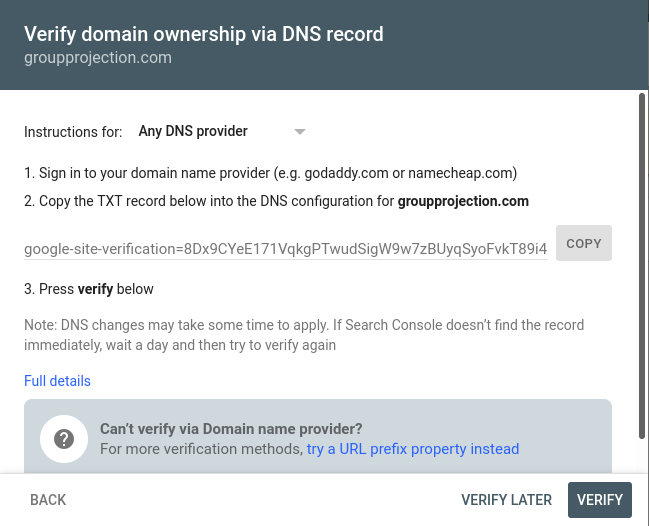 Verify domain ownership via DNS record
groupprojection.com
Instructions for: Any DNS provider
1. Sign in to your domain name provider (e.g. godaddy.com or namecheap.com)
2. Copy the TXT record below into the DNS configuration for groupprojection.com
google-site-verification=8Dx9CYeE171VqkgPTwudSigW9w7zBUyqSyoFvkT89i4
COPY
3. Press verify below
Note: DNS changes may take some time to apply. If Search Console doesn’t find the record
immediately, wait a day and then try to verify again
Full details
?
Can’t verify via Domain name provider?
For more verification methods, try a URL prefix property instead
BACK
VERIFY LATER
VERIFY